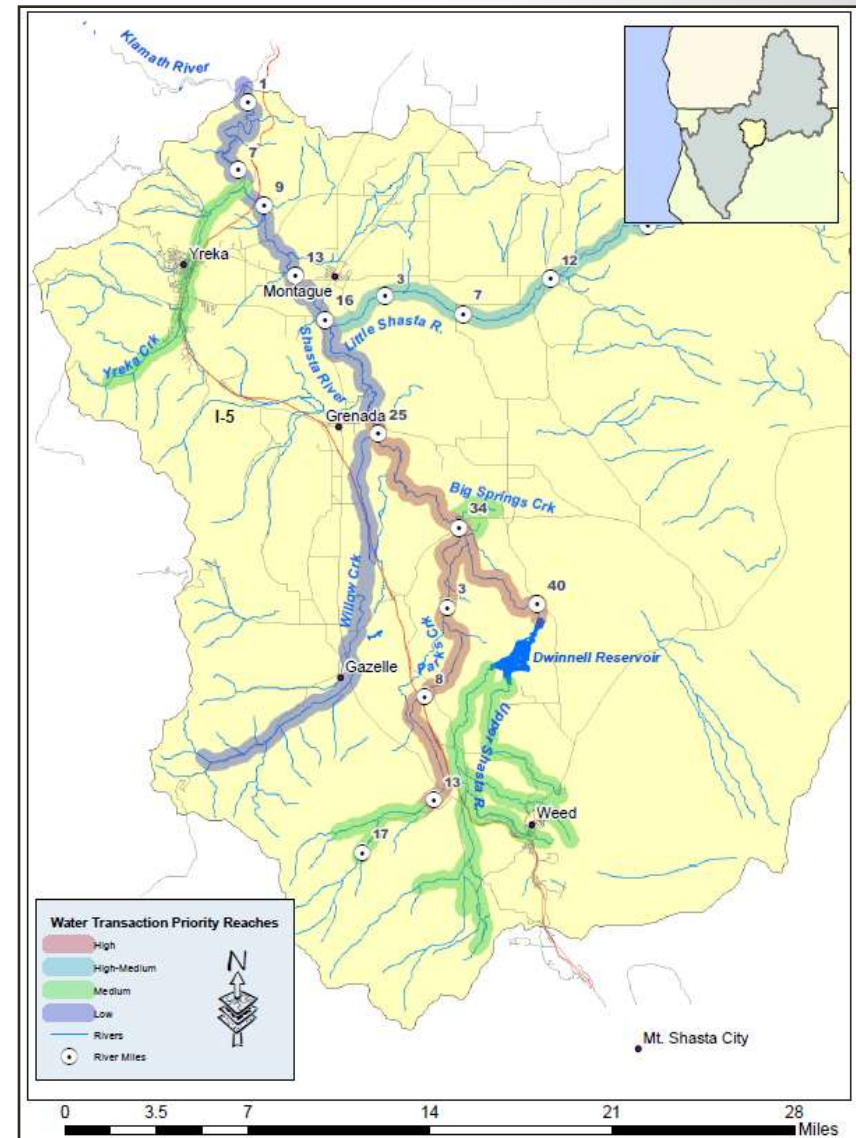 Klamath River
1
7
9
Yreka
13
Montague
16
3
7
12
Little Shasta R.
Shasta River
Yreka Crk
I-5
Grenada
25
Big Springs Crk
34
Willow Crk
3
40
Parks Crk
Dwinnell Reservoir
Gazelle
8
Upper Shasta R.
13
Weed
17
Water Transaction Priority Reaches
High
High-Medium
Medium
Low
Rivers
River Miles
N
Mt. Shasta City
0 3.5 7 14 21 28
Miles